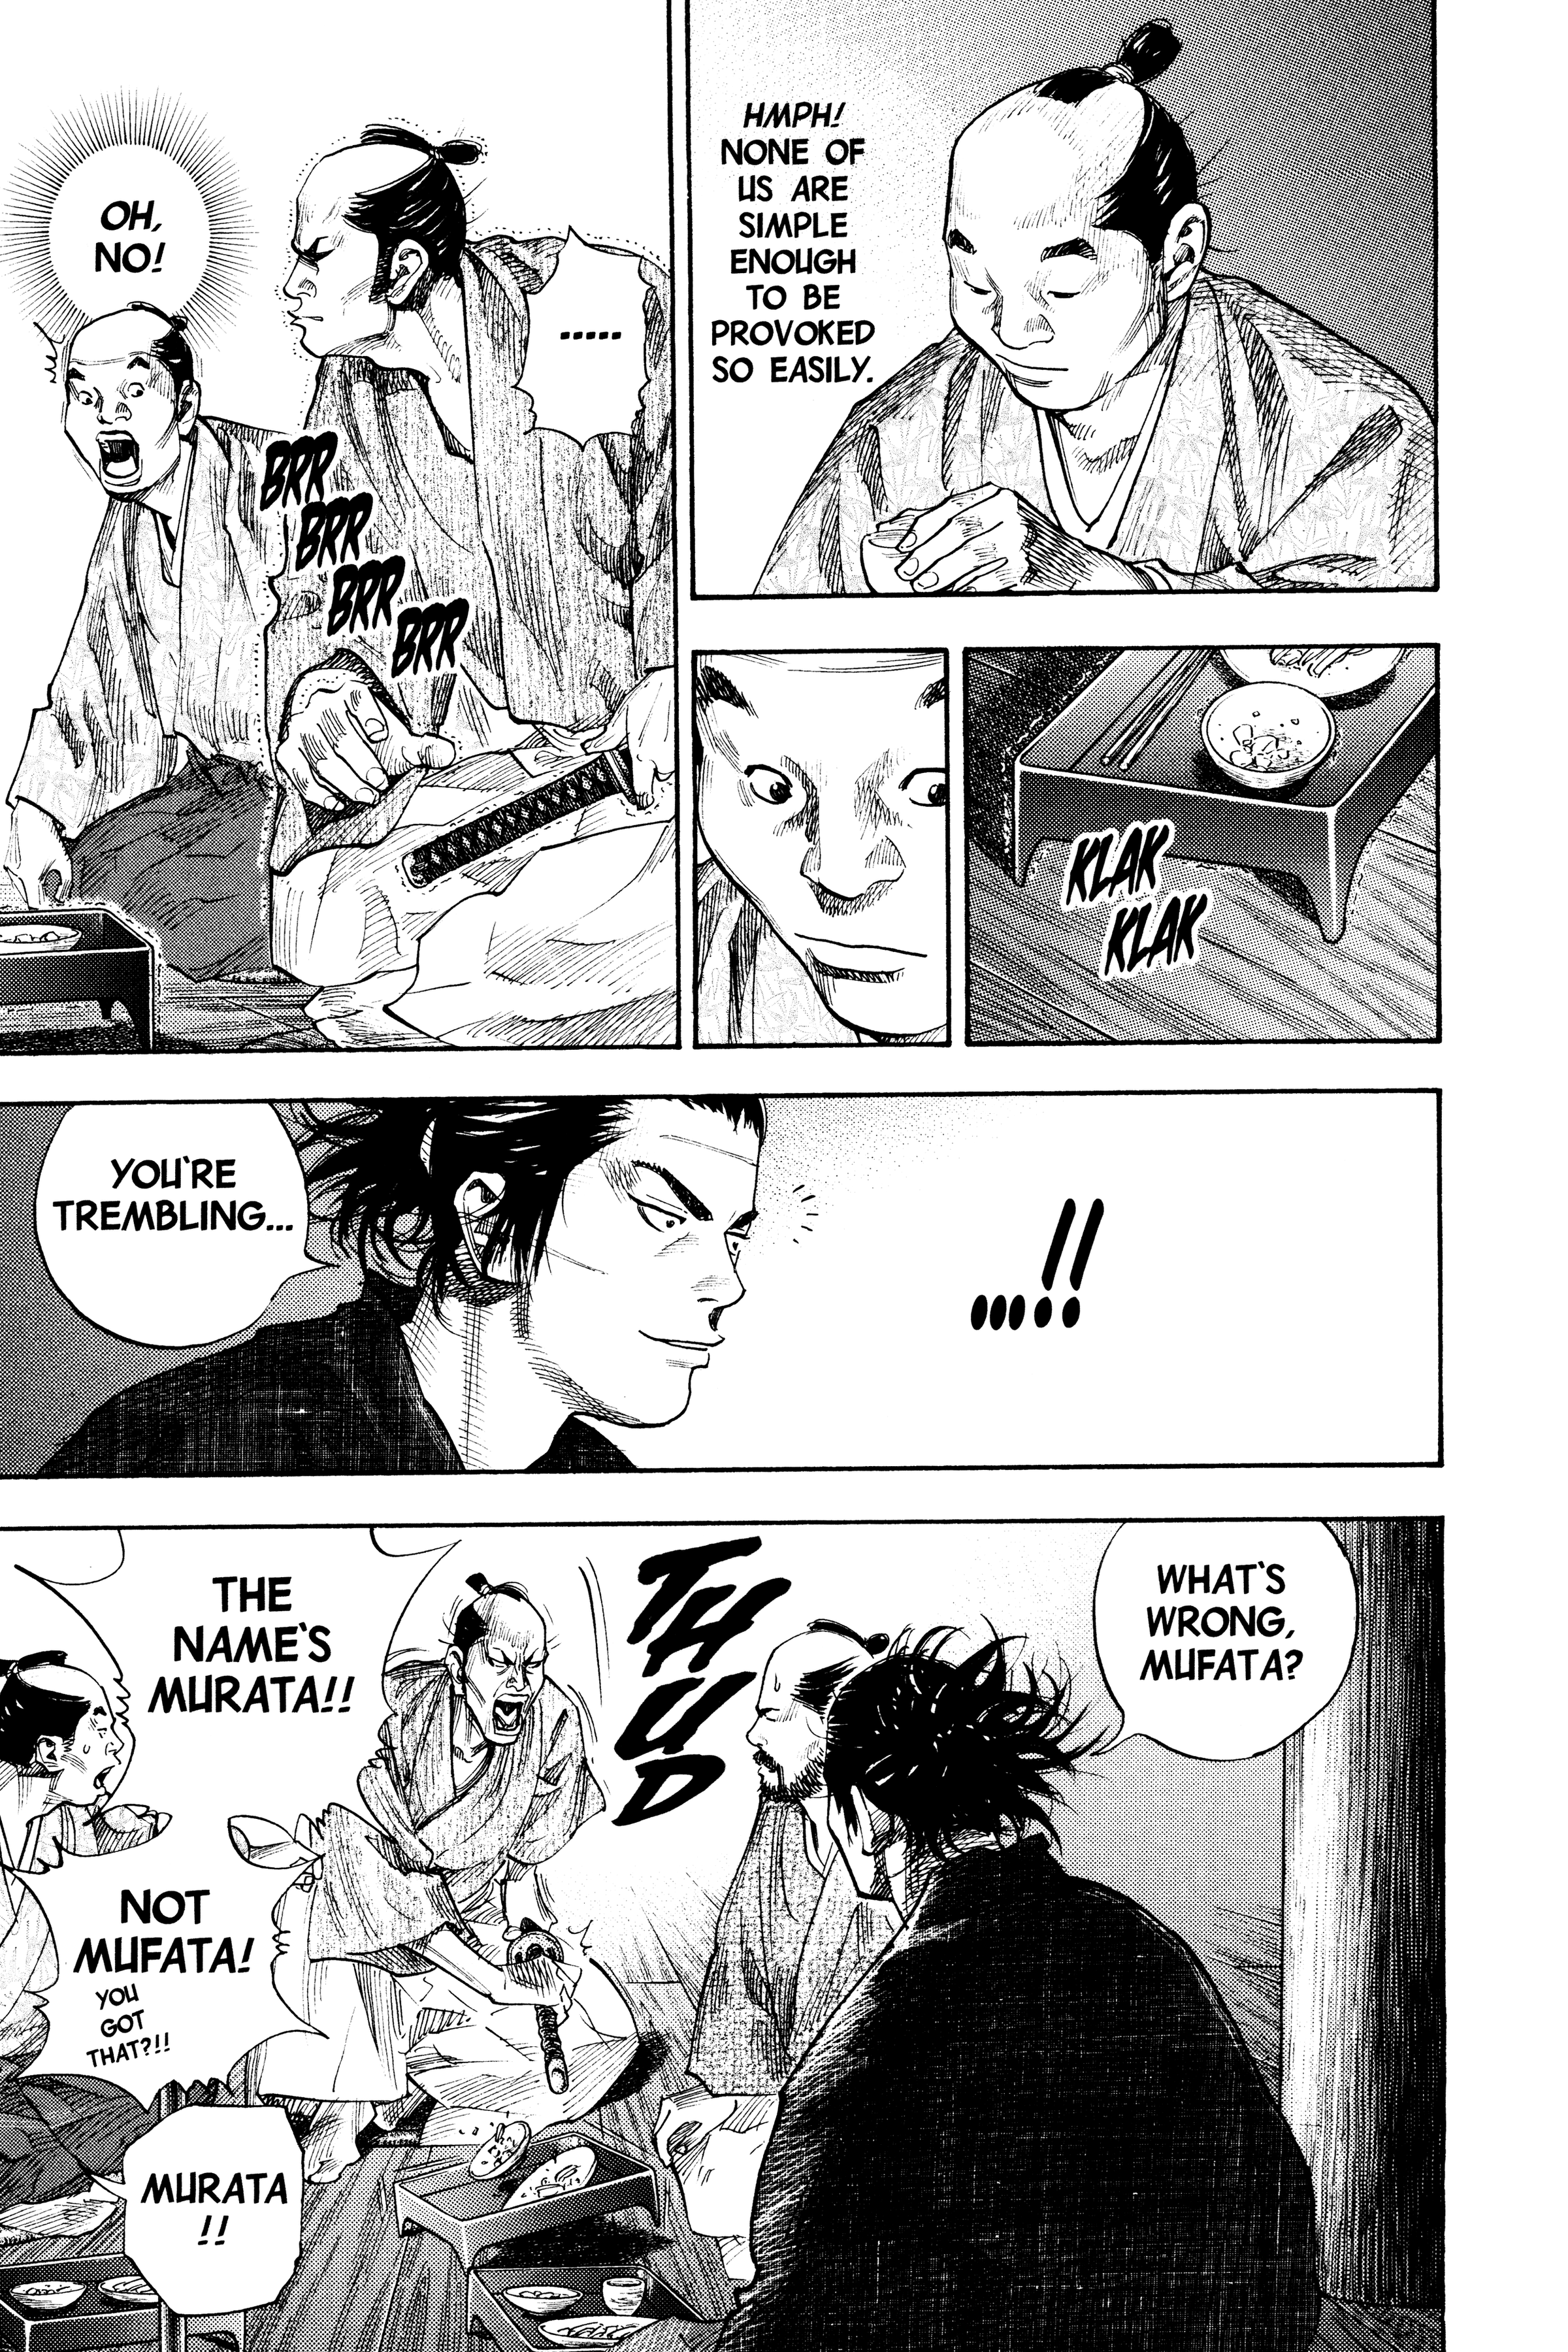 HMPH!
NONE OF
US ARE
SIMPLE
ENOUGH
TO BE
PROVOKED
SO EASILY.
KLAK
KLAK
.....
BRR
BRR
BRR
BRR
OH,
NO!
...!!
YOU'RE
TREMBLING...
WHAT'S
WRONG,
MUFATA?
THUD
THE
NAME'S
MURATA!!
NOT
MUFATA!
YOU
GOT
THAT?!!
MURATA
!!